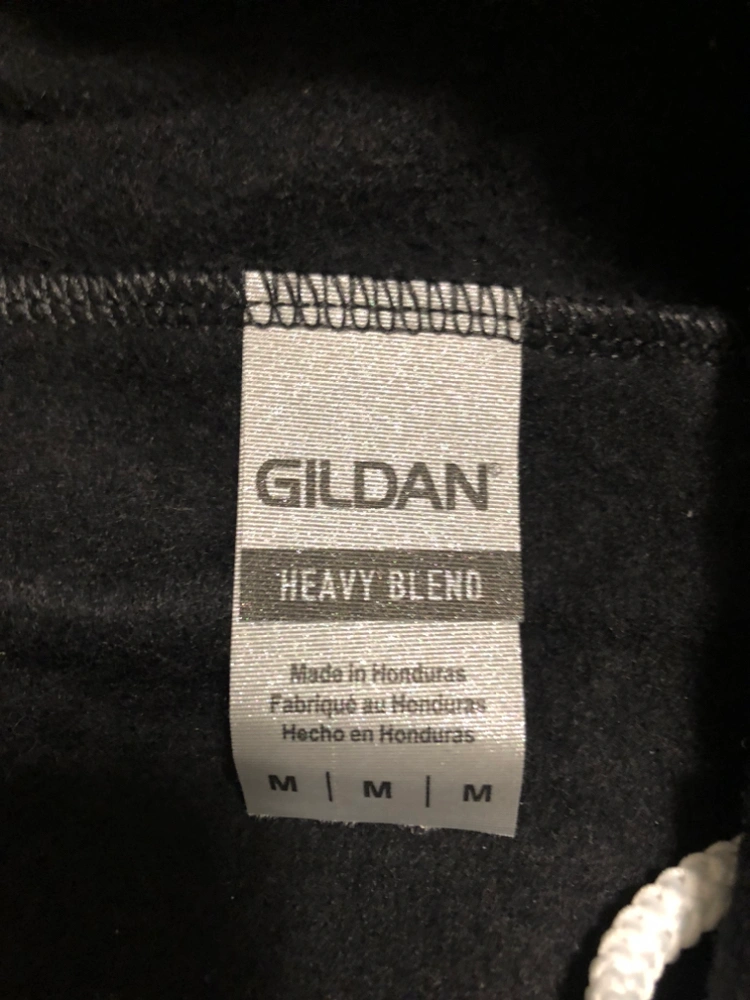 GILDAN®
HEAVY BLEND
Made in Honduras
Fabriqué au Honduras
Hecho en Honduras
M | M | M